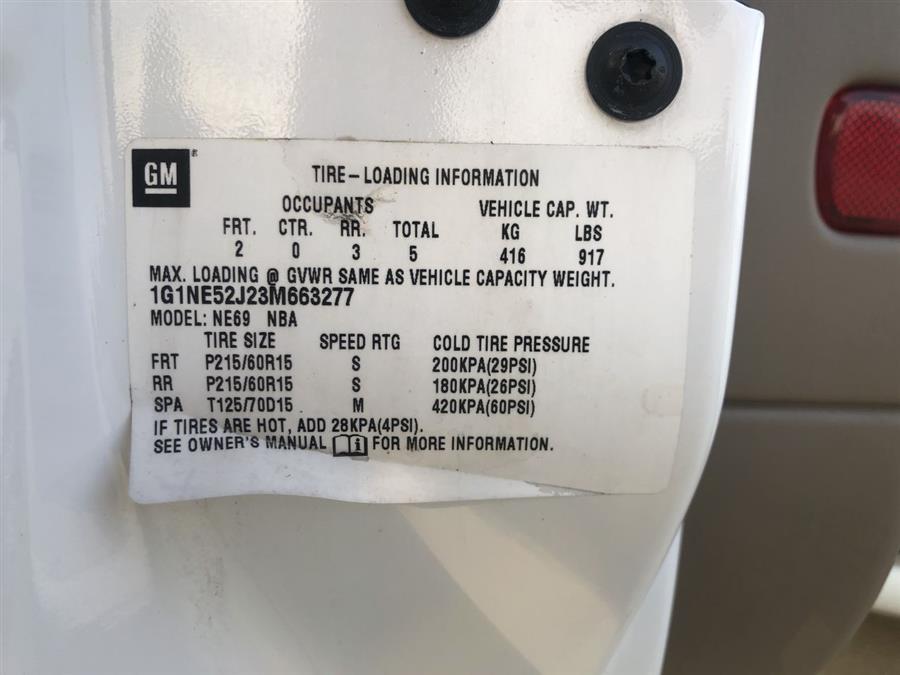 GM
TIRE-LOADING INFORMATION
OCCUPANTS VEHICLE CAP. WT.
FRT. CTR. RR. TOTAL KG LBS
2 0 3 5 416 917
MAX. LOADING @ GVWR SAME AS VEHICLE CAPACITY WEIGHT.
1G1NE52J23M663277
MODEL: NE69 NBA
TIRE SIZE SPEED RTG COLD TIRE PRESSURE
FRT P215/60R15 S 200KPA(29PSI)
RR P215/60R15 S 180KPA(26PSI)
SPA T125/70D15 M 420KPA(60PSI)
IF TIRES ARE HOT, ADD 28KPA(4PSI).
SEE OWNER'S MANUAL FOR MORE INFORMATION.